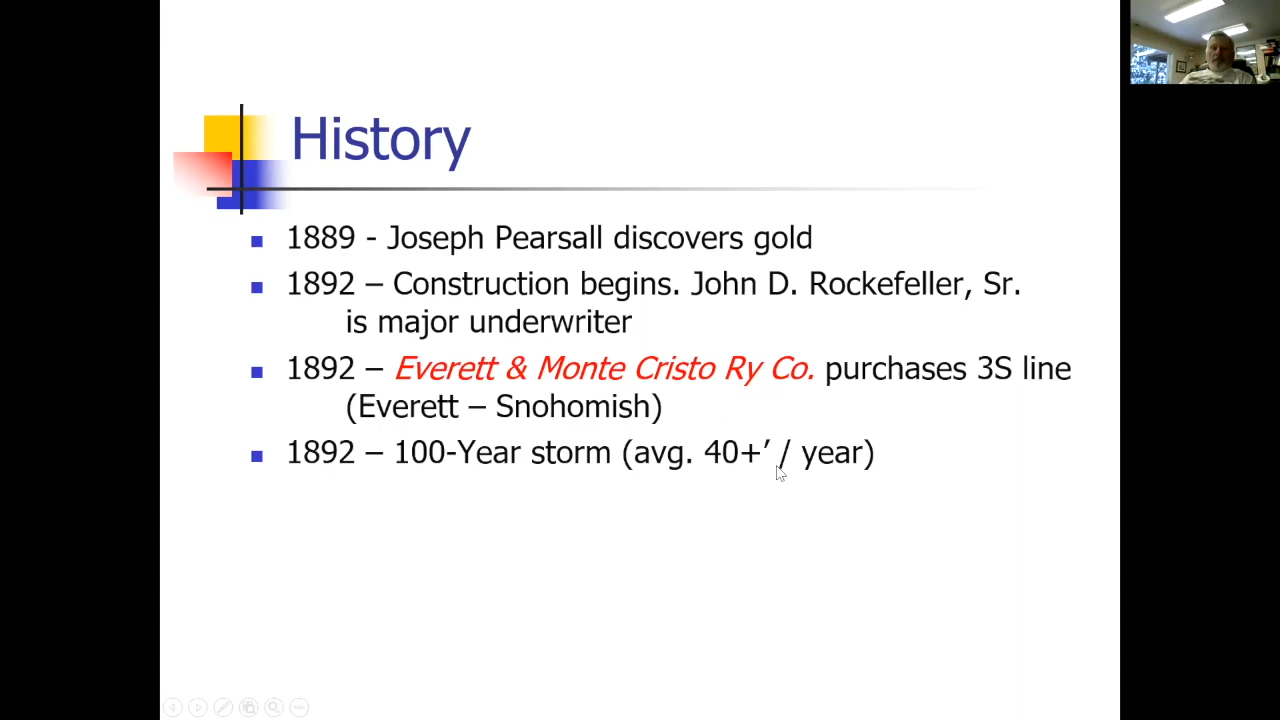 History
1889 - Joseph Pearsall discovers gold
1892 – Construction begins. John D. Rockefeller, Sr.
is major underwriter
1892 – Everett & Monte Cristo Ry Co. purchases 3S line
(Everett – Snohomish)
1892 – 100-Year storm (avg. 40+’ / year)